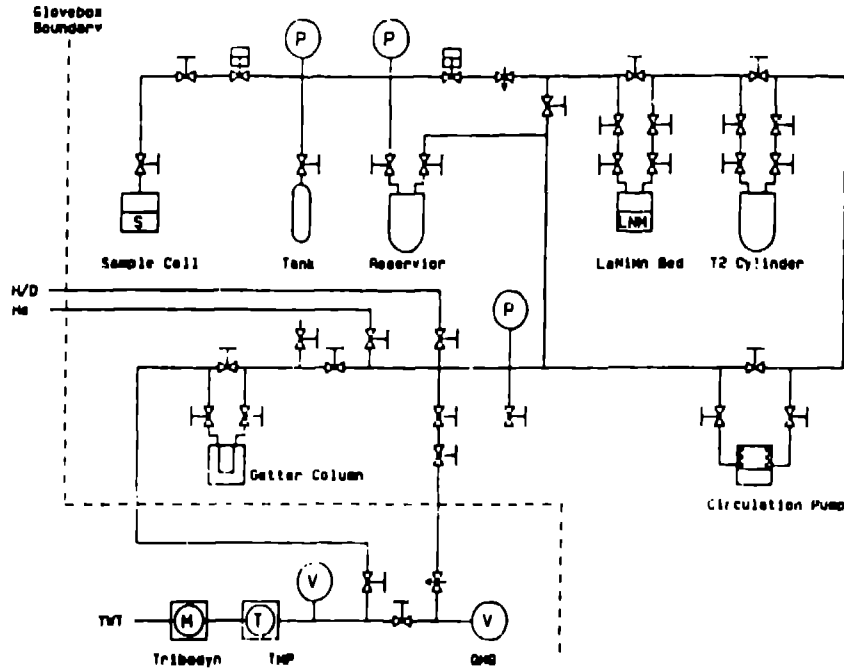 Glovebox
Boundary
P
P
S
LNM
Sample Cell
Tank
Reservior
LaNiMn Bed
T2 Cylinder
H/D
He
P
Getter Column
Circulation Pump
V
TWT
M
T
V
Tribodyn
TMP
QMG